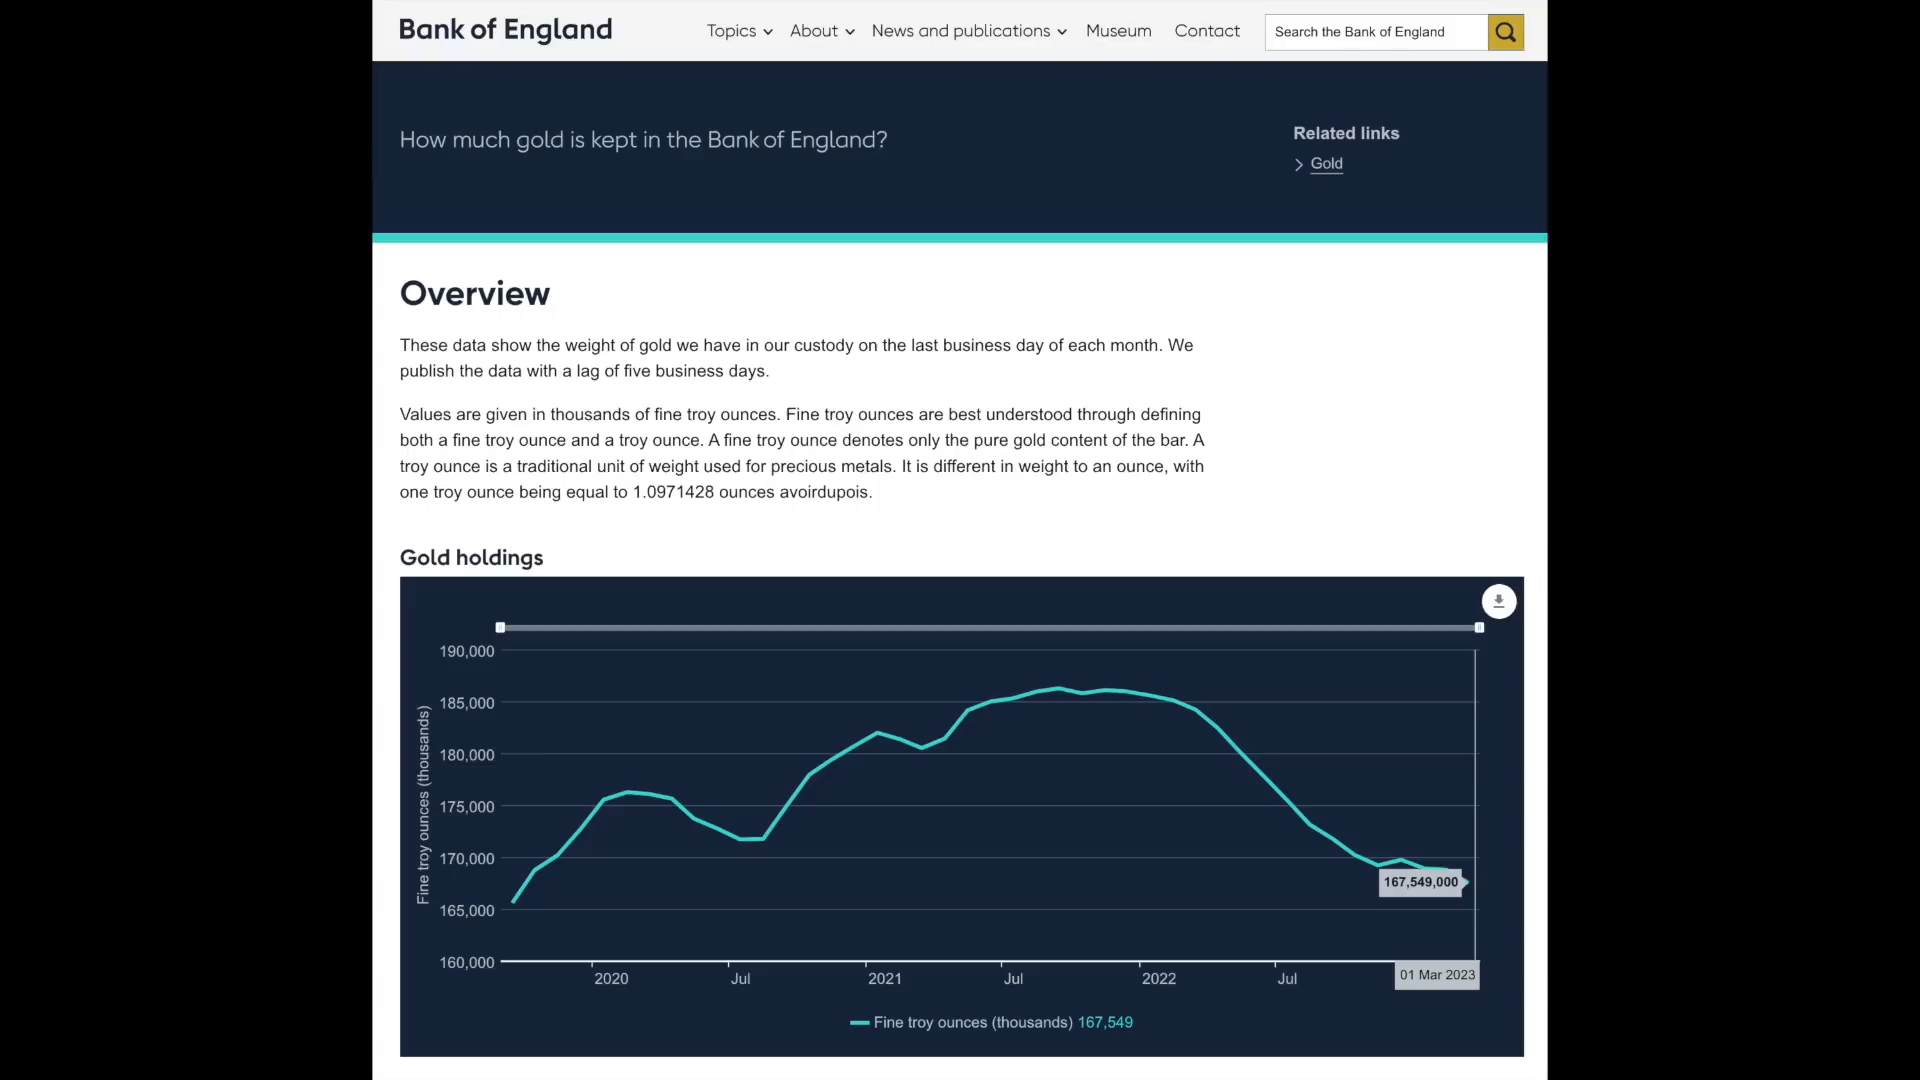 Bank of England
Topics
About
News and publications
Museum
Contact
Search the Bank of England
How much gold is kept in the Bank of England?
Related links
Gold
Overview
These data show the weight of gold we have in our custody on the last business day of each month. We
publish the data with a lag of five business days.
Values are given in thousands of fine troy ounces. Fine troy ounces are best understood through defining
both a fine troy ounce and a troy ounce. A fine troy ounce denotes only the pure gold content of the bar. A
troy ounce is a traditional unit of weight used for precious metals. It is different in weight to an ounce, with
one troy ounce being equal to 1.0971428 ounces avoirdupois.
Gold holdings
Fine troy ounces (thousands)
190,000
185,000
180,000
175,000
170,000
165,000
160,000
167,549,000
2020
Jul
2021
Jul
2022
Jul
01 Mar 2023
Fine troy ounces (thousands) 167,549